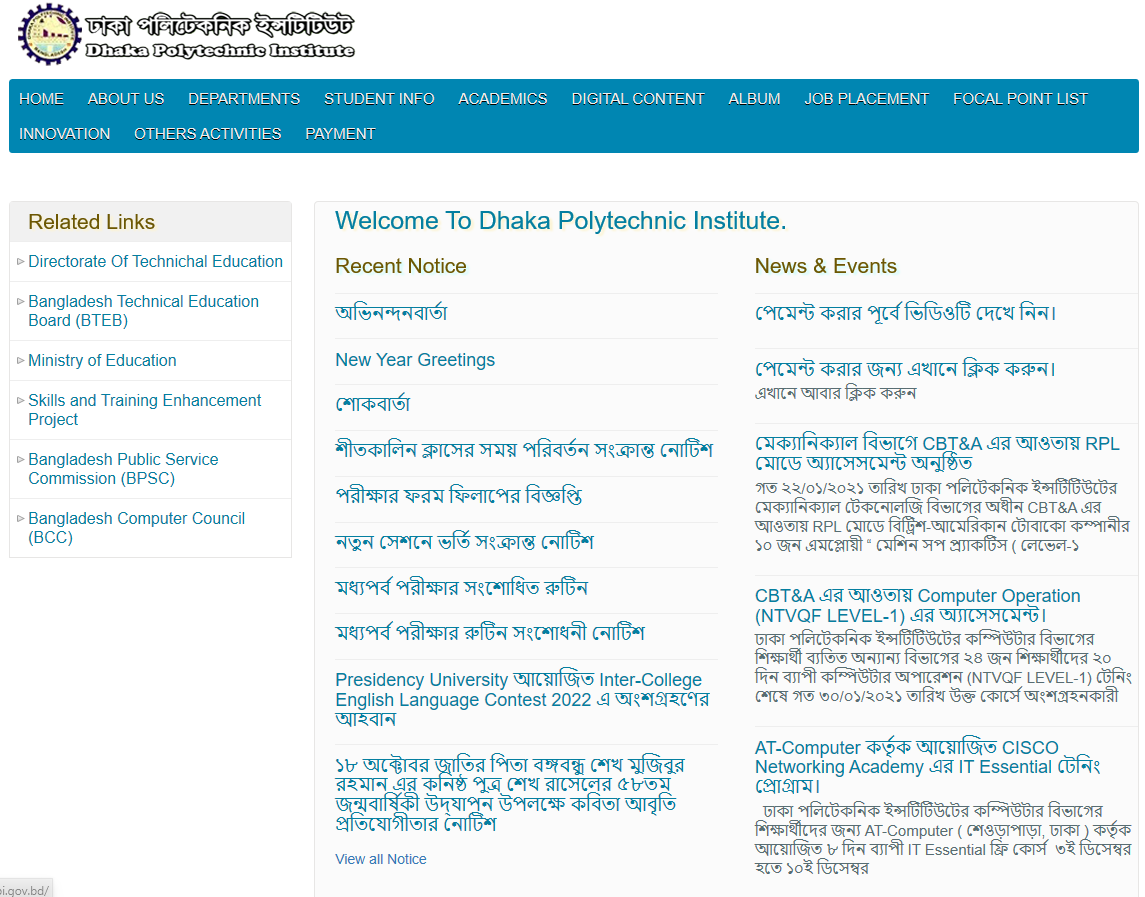 ঢাকা পলিটেকনিক ইন্সটিটিউট
Dhaka Polytechnic Institute
HOME ABOUT US DEPARTMENTS STUDENT INFO ACADEMICS DIGITAL CONTENT ALBUM JOB PLACEMENT FOCAL POINT LIST
INNOVATION OTHERS ACTIVITIES PAYMENT
Related Links
Directorate Of Technichal Education
Bangladesh Technical Education
Board (BTEB)
Ministry of Education
Skills and Training Enhancement
Project
Bangladesh Public Service
Commission (BPSC)
Bangladesh Computer Council
(BCC)
Welcome To Dhaka Polytechnic Institute.
Recent Notice
অভিনন্দনবার্তা
New Year Greetings
শোকবার্তা
শীতকালিন ক্লাসের সময় পরিবর্তন সংক্রান্ত নোটিশ
পরীক্ষার ফরম ফিলাপের বিজ্ঞপ্তি
নতুন সেশনে ভর্তি সংক্রান্ত নোটিশ
মধ্যপর্ব পরীক্ষার সংশোধিত রুটিন
মধ্যপর্ব পরীক্ষার রুটিন সংশোধনী নোটিশ
Presidency University আয়োজিত Inter-College
English Language Contest 2022 এ অংশগ্রহণের
আহবান
১৮ অক্টোবর জাতির পিতা বঙ্গবন্ধু শেখ মুজিবুর
রহমান এর কনিষ্ঠ পুত্র শেখ রাসেলের ৫৮তম
জন্মবার্ষিকী উদ্‌যাপন উপলক্ষে কবিতা আবৃতি
প্রতিযোগীতার নোটিশ
View all Notice
News & Events
পেমেন্ট করার পূর্বে ভিডিওটি দেখে নিন।
পেমেন্ট করার জন্য এখানে ক্লিক করুন।
এখানে আবার ক্লিক করুন
মেক্যানিক্যাল বিভাগে CBT&A এর আওতায় RPL
মোডে অ্যাসেসমেন্ট অনুষ্ঠিত
গত ২২/০১/২০২১ তারিখ ঢাকা পলিটেকনিক ইন্সটিটিউটের
মেক্যানিক্যাল টেকনোলজি বিভাগের অধীন CBT&A এর
আওতায় RPL মোডে বিট্রিশ-আমেরিকান টোবাকো কম্পানীর
১০ জন এমপ্লোয়ী “ মেশিন সপ প্র্যাকটিস ( লেভেল-১
CBT&A এর আওতায় Computer Operation
(NTVQF LEVEL-1) এর অ্যাসেসমেন্ট।
ঢাকা পলিটেকনিক ইন্সটিটিউটের কম্পিউটার বিভাগের
শিক্ষার্থী ব্যতিত অন্যান্য বিভাগের ২৪ জন শিক্ষার্থীদের ২০
দিন ব্যাপী কম্পিউটার অপারেশন (NTVQF LEVEL-1) টেনিং
শেষে গত ৩০/০১/২০২১ তারিখ উক্ত কোর্সে অংশগ্রহনকারী
AT-Computer কর্তৃক আয়োজিত CISCO
Networking Academy এর IT Essential টেনিং
প্রোগ্রাম।
ঢাকা পলিটেকনিক ইন্সটিটিউটের কম্পিউটার বিভাগের
শিক্ষার্থীদের জন্য AT-Computer ( শেওড়াপাড়া, ঢাকা ) কর্তৃক
আয়োজিত ৮ দিন ব্যাপী IT Essential ফ্রি কোর্স ৩ই ডিসেম্বর
হতে ১০ই ডিসেম্বর
pi.gov.bd/